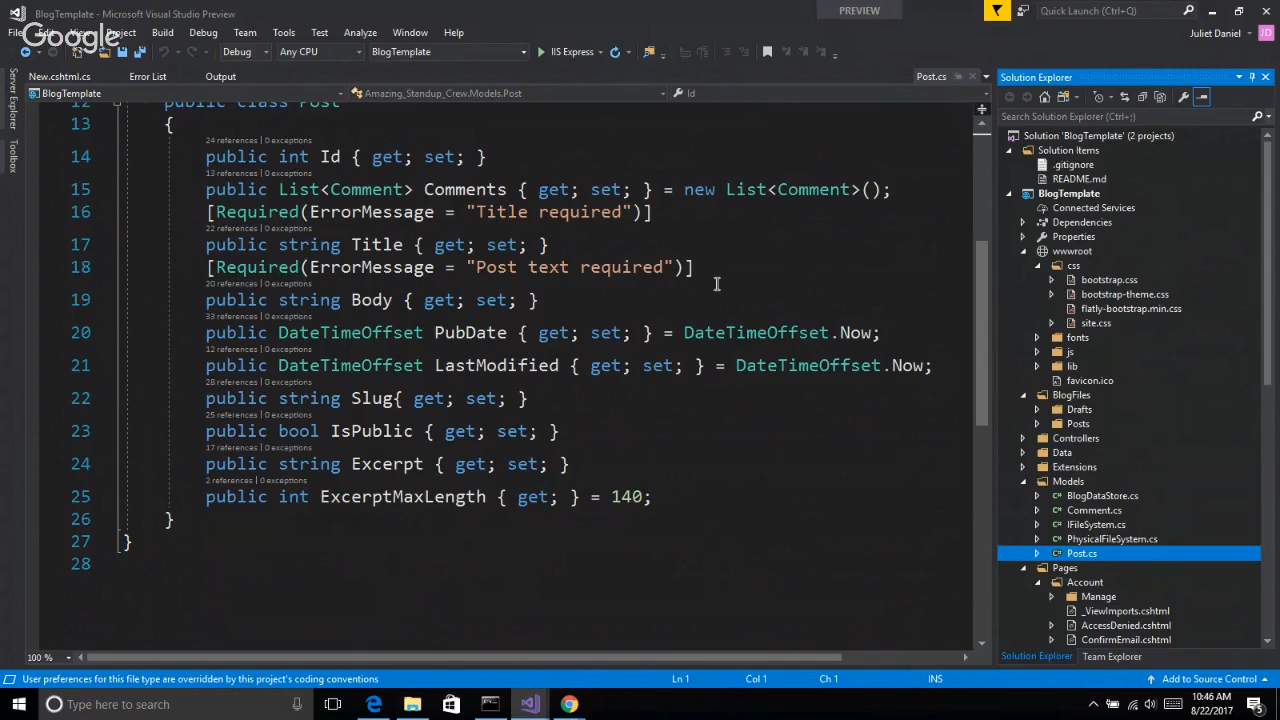 BlogTemplate - Microsoft Visual Studio Preview
PREVIEW
Quick Launch (Ctrl+Q)
File Edit View Project Build Debug Team Tools Test Analyze Window Help
Google
Juliet Daniel
JD
Debug Any CPU BlogTemplate IIS Express
Server Explorer
Toolbox
New.cshtml.cs Error List Output Post.cs
BlogTemplate Amazing_Standup_Crew.Models.Post Id
12 public class Post
13 {
24 references | 0 exceptions
14 public int Id { get; set; }
13 references | 0 exceptions
15 public List<Comment> Comments { get; set; } = new List<Comment>();
16 [Required(ErrorMessage = "Title required")]
22 references | 0 exceptions
17 public string Title { get; set; }
18 [Required(ErrorMessage = "Post text required")]
20 references | 0 exceptions
19 public string Body { get; set; }
33 references | 0 exceptions
20 public DateTimeOffset PubDate { get; set; } = DateTimeOffset.Now;
12 references | 0 exceptions
21 public DateTimeOffset LastModified { get; set; } = DateTimeOffset.Now;
28 references | 0 exceptions
22 public string Slug{ get; set; }
25 references | 0 exceptions
23 public bool IsPublic { get; set; }
17 references | 0 exceptions
24 public string Excerpt { get; set; }
2 references | 0 exceptions
25 public int ExcerptMaxLength { get; } = 140;
26 }
27 }
28
100 %
Solution Explorer
Search Solution Explorer (Ctrl+;)
Solution 'BlogTemplate' (2 projects)
Solution Items
.gitignore
README.md
BlogTemplate
Connected Services
Dependencies
Properties
wwwroot
css
bootstrap.css
bootstrap-theme.css
flatly-bootstrap.min.css
site.css
fonts
js
lib
favicon.ico
BlogFiles
Drafts
Posts
Controllers
Data
Extensions
Models
BlogDataStore.cs
Comment.cs
IFileSystem.cs
PhysicalFileSystem.cs
Post.cs
Pages
Account
Manage
_ViewImports.cshtml
AccessDenied.cshtml
ConfirmEmail.cshtml
Solution Explorer Team Explorer
User preferences for this file type are overridden by this project's coding conventions Ln 1 Col 1 Ch 1 INS Add to Source Control
Type here to search
10:46 AM
8/22/2017
5